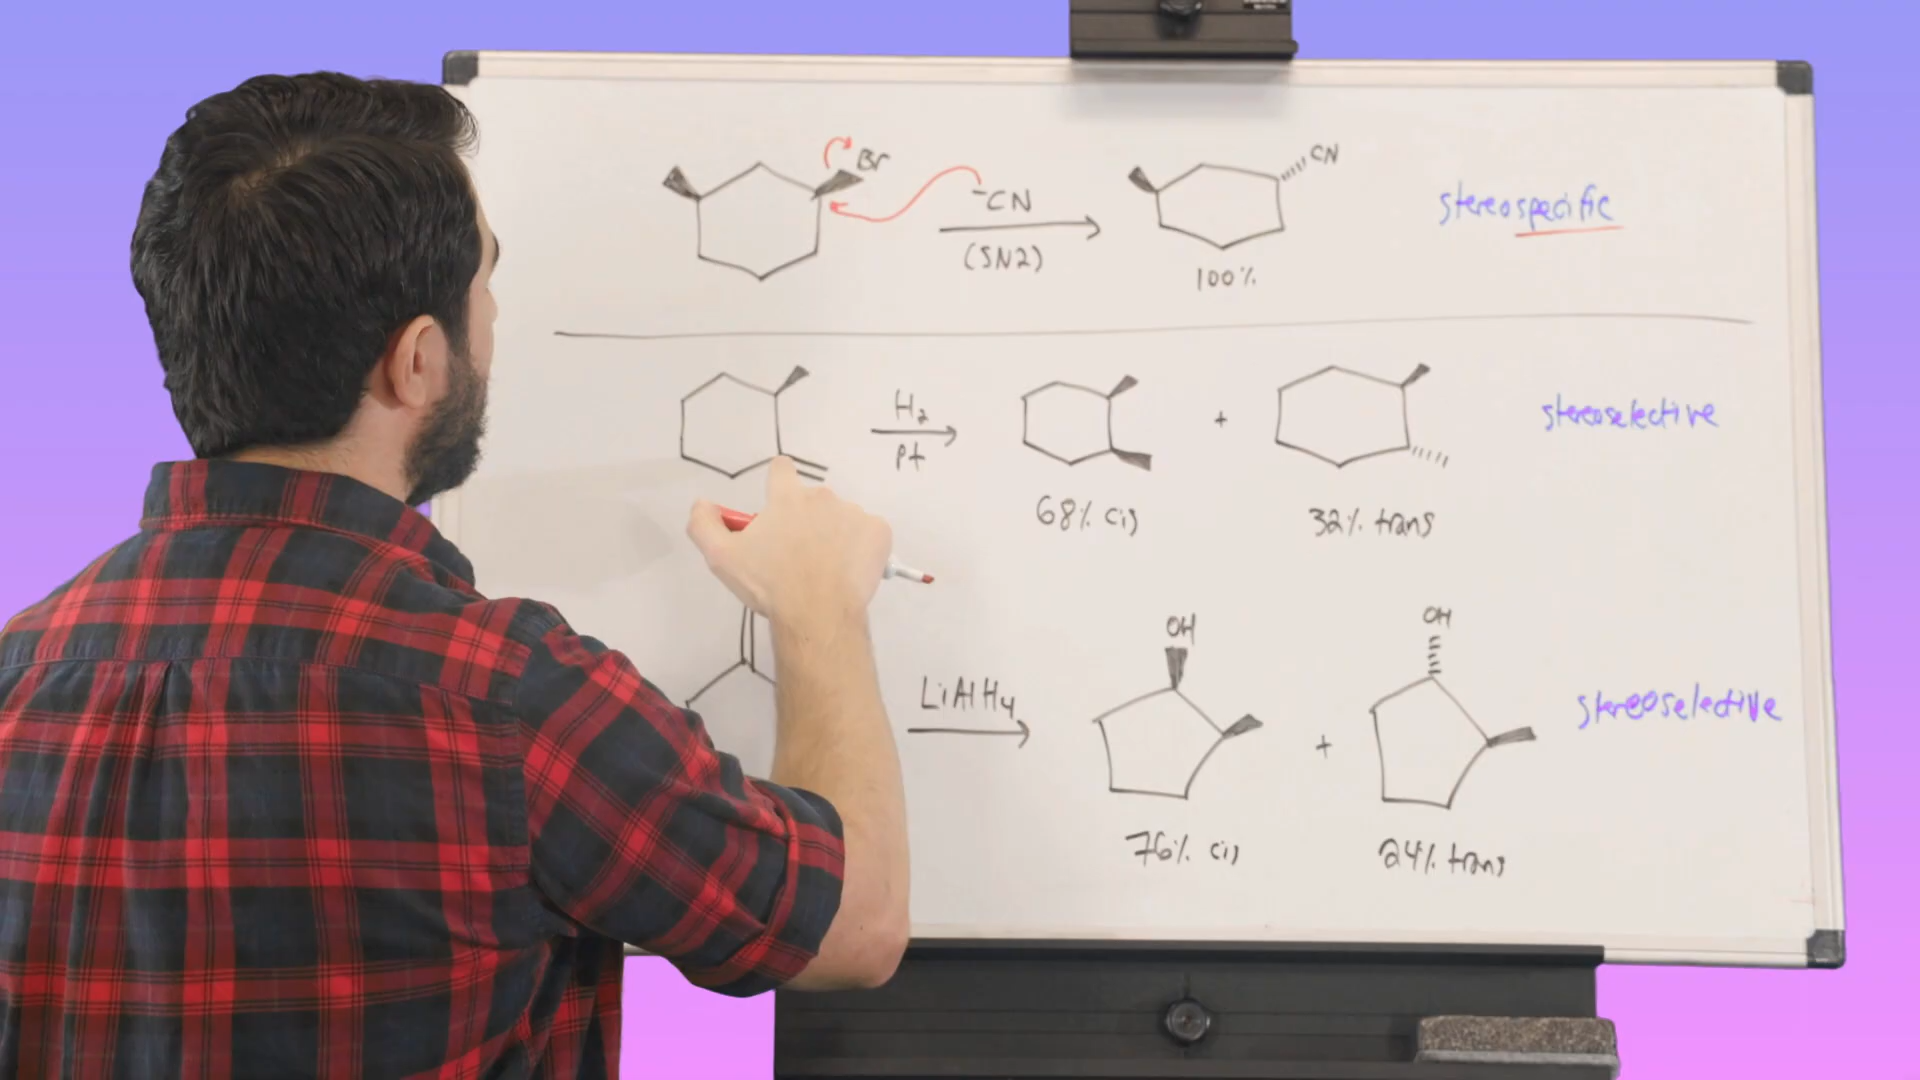 Br
-CN
(SN2)
CN
100%
stereospecific
H2
Pt
+
68% cis
32% trans
stereoselective
LiAlH4
OH
+
OH
76% cis
24% trans
stereoselective